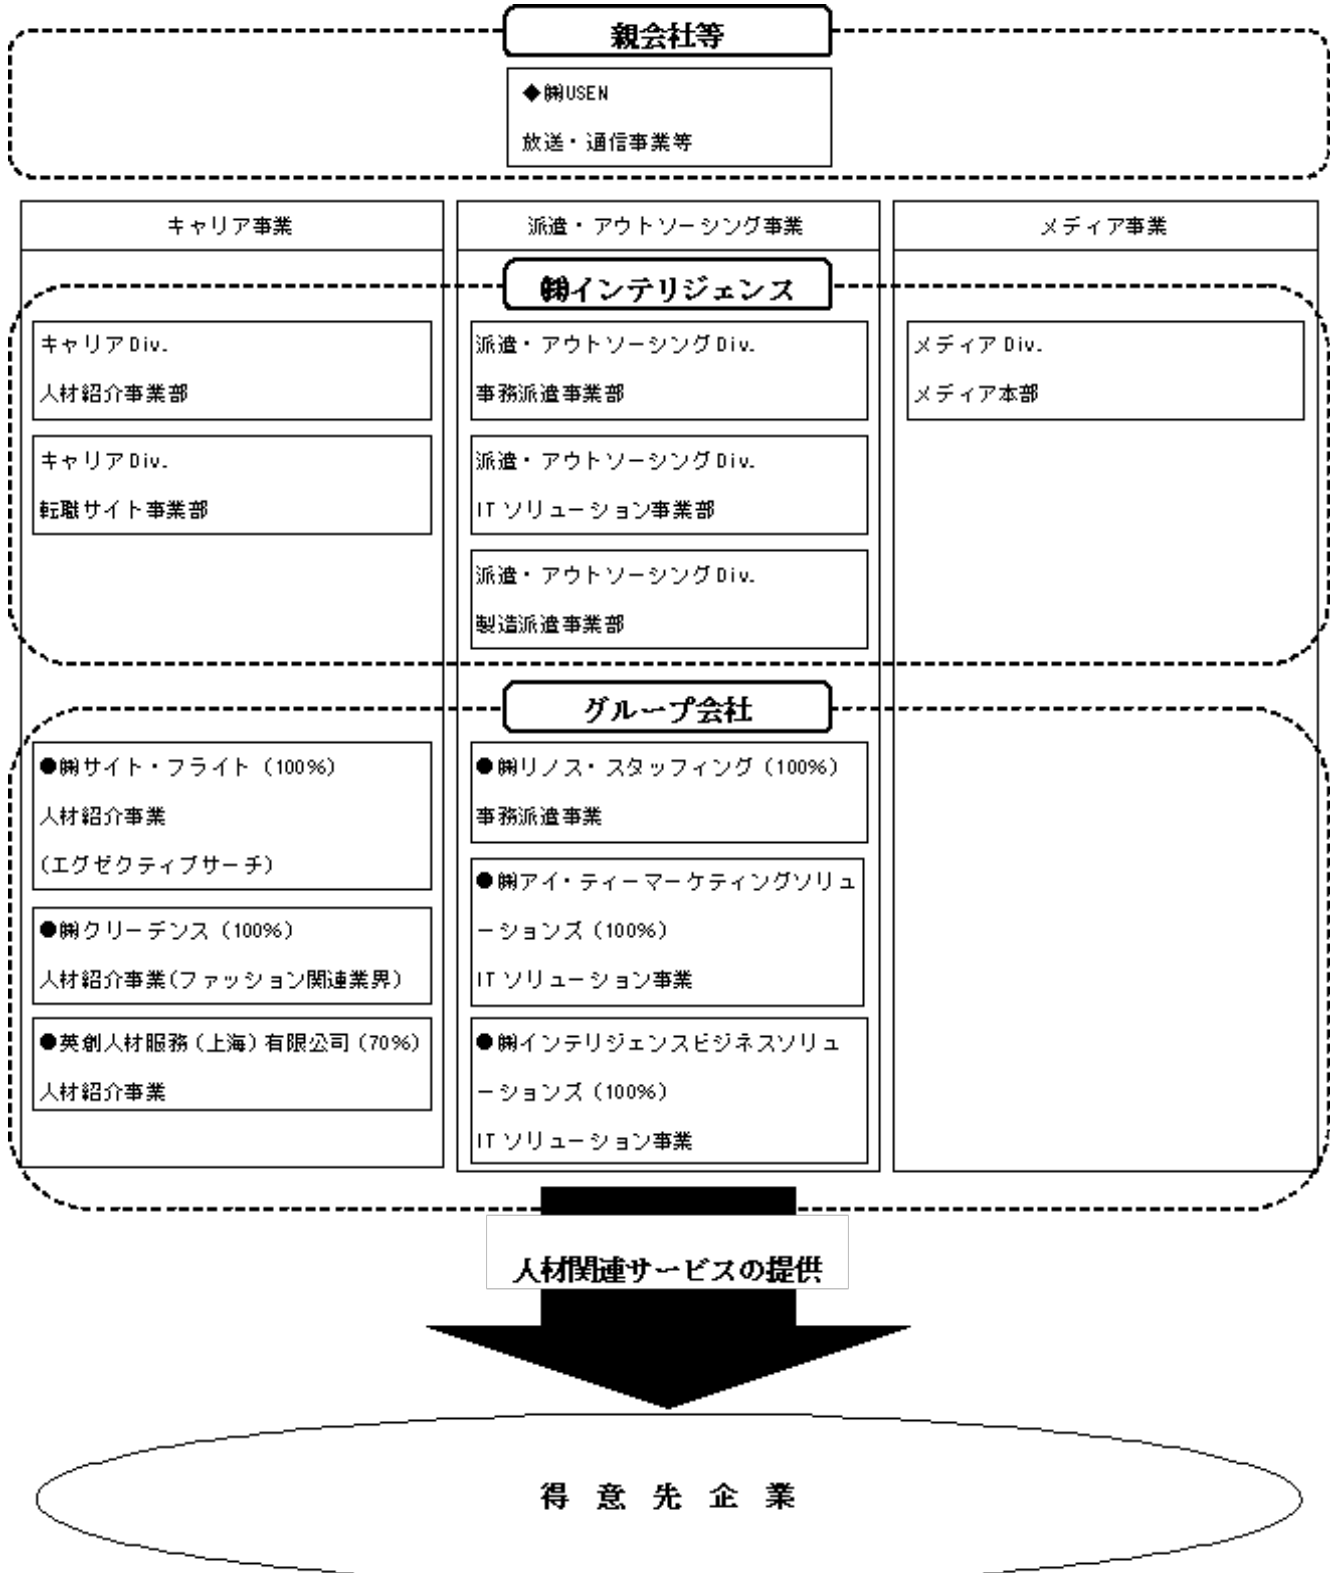 親会社等
◆㈱USEN
放送・通信事業等
キャリア事業
派遣・アウトソーシング事業
メディア事業
㈱インテリジェンス
キャリアDiv.
人材紹介事業部
キャリアDiv.
転職サイト事業部
派遣・アウトソーシングDiv.
事務派遣事業部
派遣・アウトソーシングDiv.
ITソリューション事業部
派遣・アウトソーシングDiv.
製造派遣事業部
メディアDiv.
メディア本部
グループ会社
●㈱サイト・フライト(100%)
人材紹介事業
(エグゼクティブサーチ)
●㈱クリーデンス(100%)
人材紹介事業(ファッション関連業界)
●英創人材服務(上海)有限公司(70%)
人材紹介事業
●㈱リノス・スタッフィング(100%)
事務派遣事業
●㈱アイ・ティーマーケティングソリュ
ーションズ(100%)
ITソリューション事業
●㈱インテリジェンスビジネスソリュ
ーションズ(100%)
ITソリューション事業
人材関連サービスの提供
得意先企業